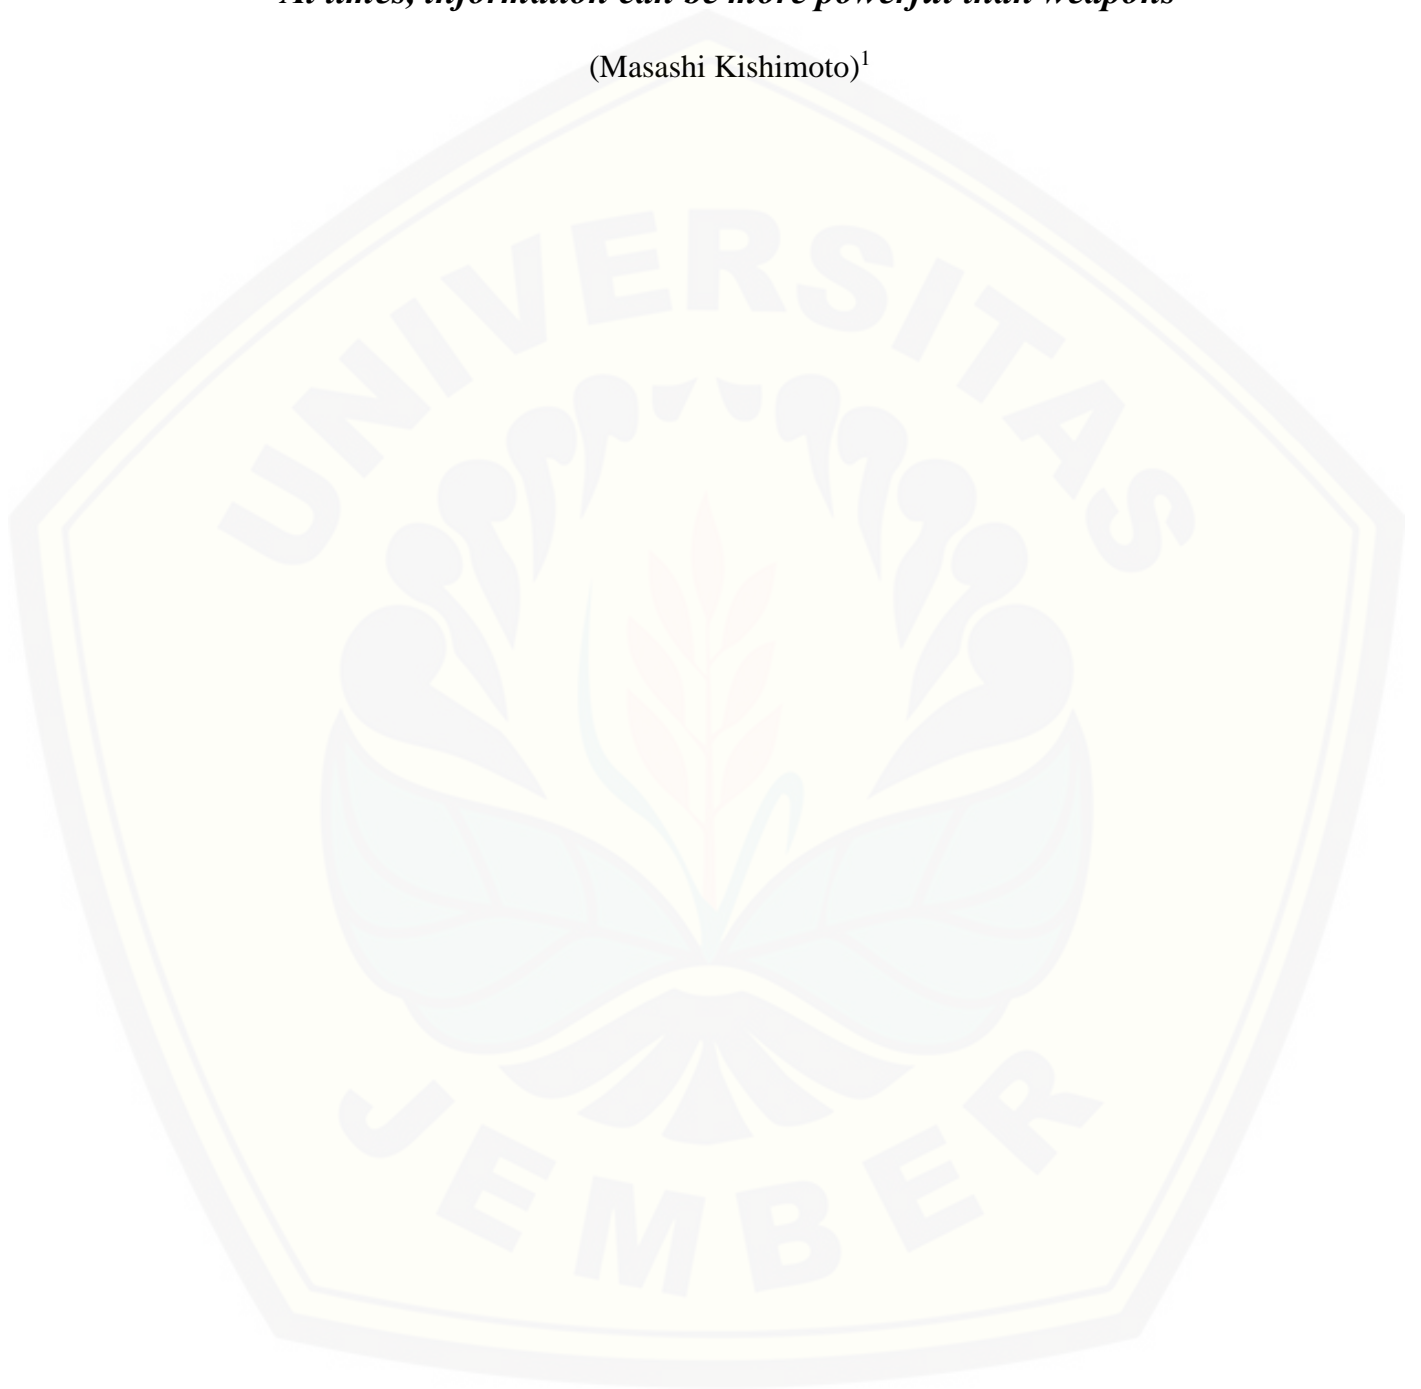 At times, information can be more powerful than weapons
(Masashi Kishimoto)¹
UNIVERSITAS
JEMBER